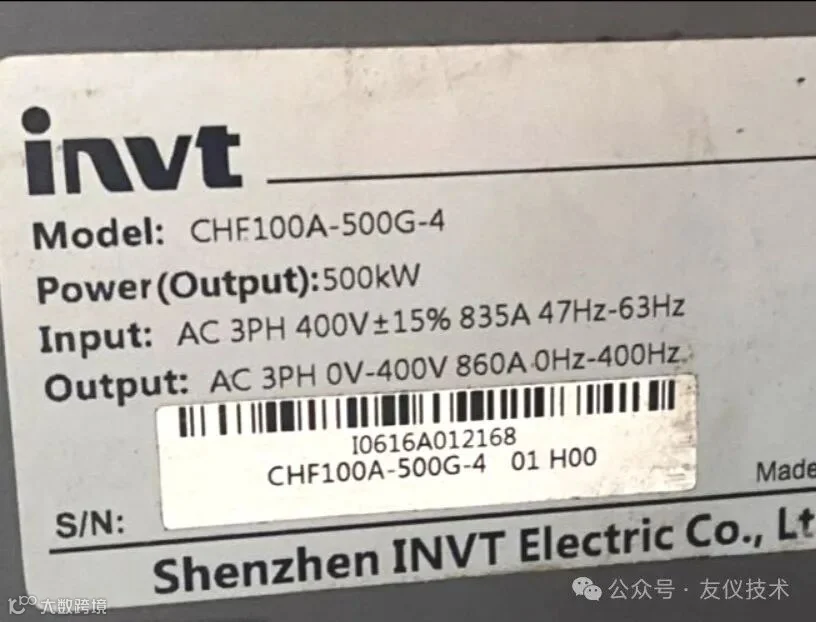 invt
Model: CHF100A-500G-4
Power(Output):500kW
Input: AC 3PH 400V±15% 835A 47Hz-63Hz
Output: AC 3PH 0V-400V 860A 0Hz-400Hz
I0616A012168
CHF100A-500G-4 01 H00
S/N:
Made
Shenzhen INVT Electric Co., Lt
公众号 · 友仪技术
大数跨境